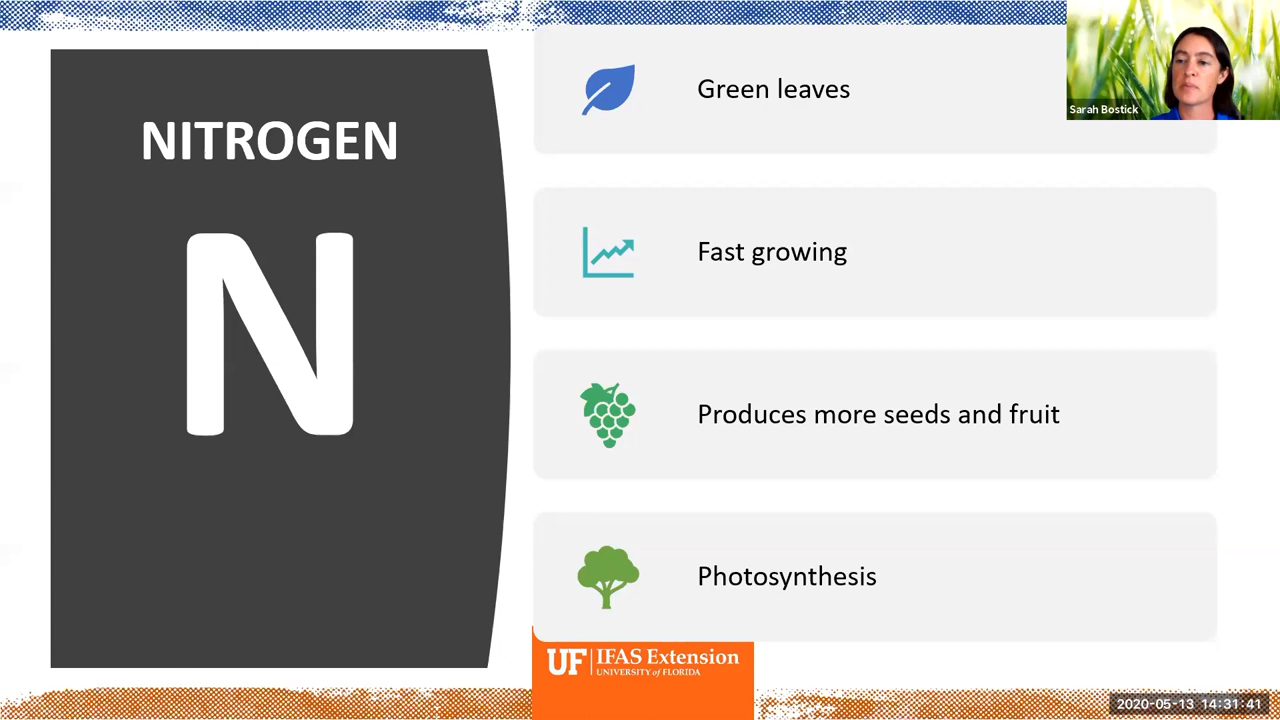 NITROGEN
N
Green leaves
Fast growing
Produces more seeds and fruit
Photosynthesis
Sarah Bostick
UF IFAS Extension
UNIVERSITY of FLORIDA
2020-05-13 14:31:41